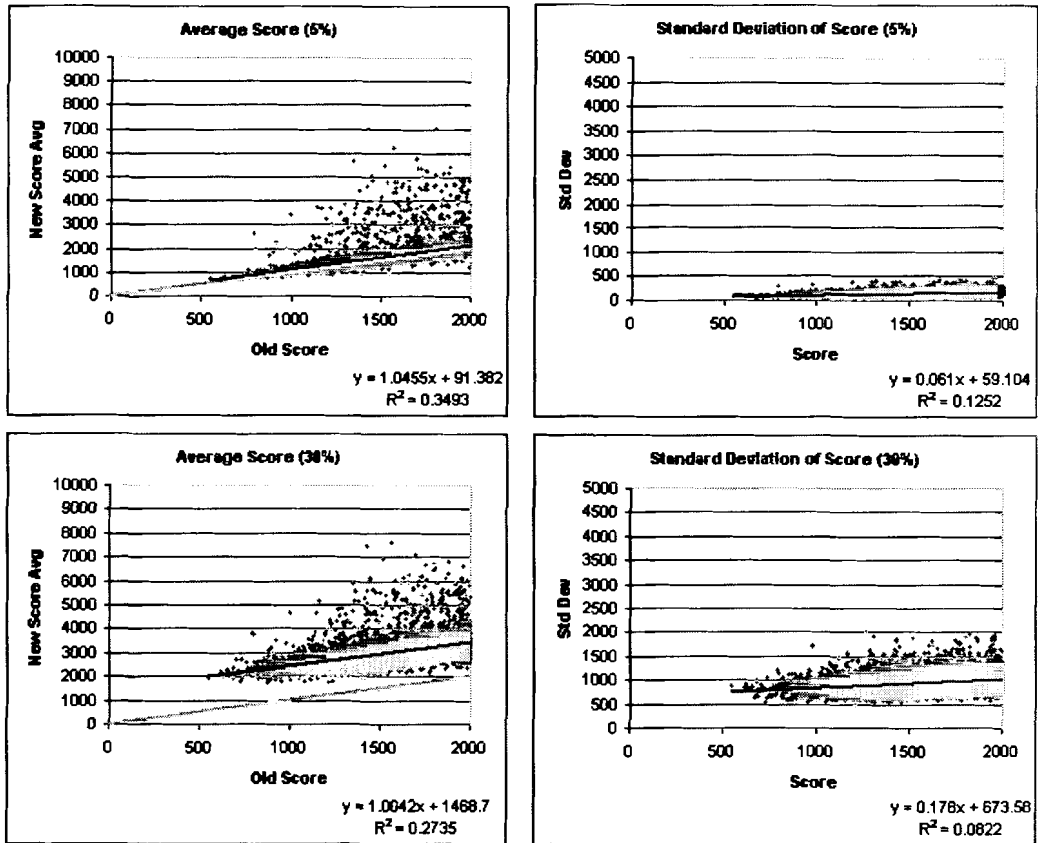 Average Score (5%)
10000
9000
8000
7000
6000
5000
4000
3000
2000
1000
0
New Score Avg
0 500 1000 1500 2000
Old Score
y = 1.0455x + 91.382
R² = 0.3493
Standard Deviation of Score (5%)
5000
4500
4000
3500
3000
2500
2000
1500
1000
500
0
Std Dev
0 500 1000 1500 2000
Score
y = 0.061x + 59.104
R² = 0.1252
Average Score (30%)
10000
9000
8000
7000
6000
5000
4000
3000
2000
1000
0
New Score Avg
0 500 1000 1500 2000
Old Score
y = 1.0042x + 1468.7
R² = 0.2735
Standard Deviation of Score (30%)
5000
4500
4000
3500
3000
2500
2000
1500
1000
500
0
Std Dev
0 500 1000 1500 2000
Score
y = 0.178x + 673.58
R² = 0.0822